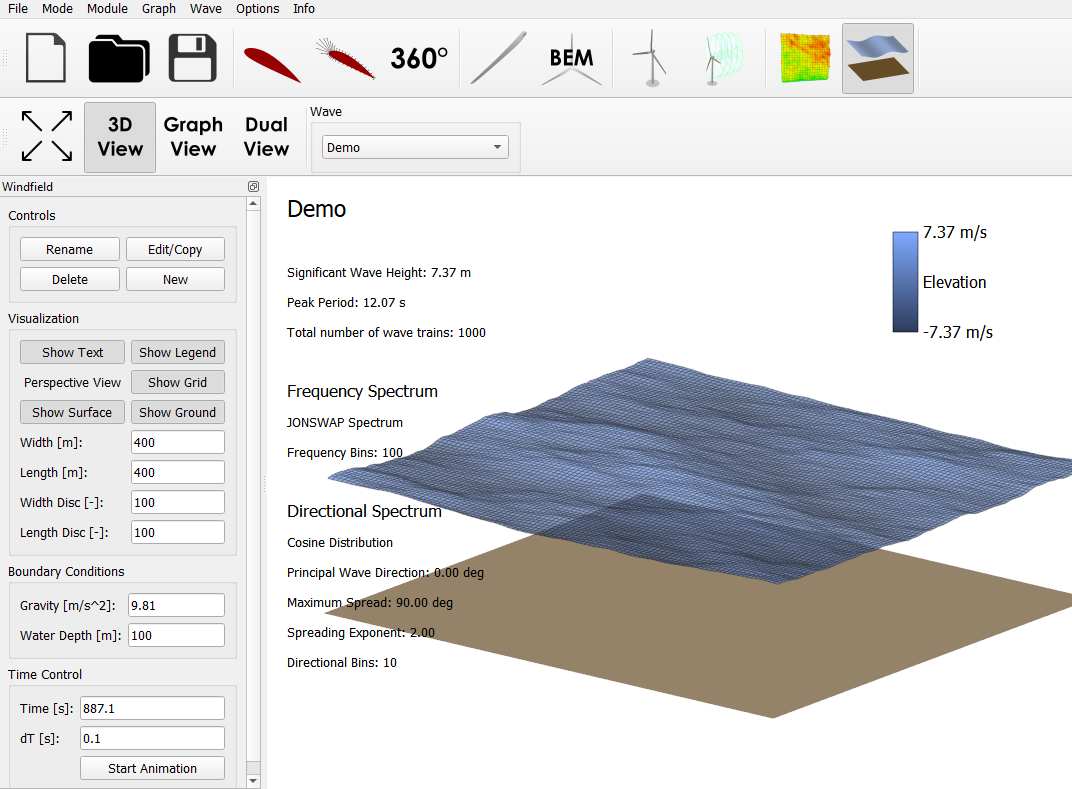 File Mode Module Graph Wave Options Info
360° BEM
3D View Graph View Dual View
Wave
Demo
Windfield
Controls
Rename Edit/Copy
Delete New
Visualization
Show Text Show Legend
Perspective View Show Grid
Show Surface Show Ground
Width [m]: 400
Length [m]: 400
Width Disc [-]: 100
Length Disc [-]: 100
Boundary Conditions
Gravity [m/s^2]: 9.81
Water Depth [m]: 100
Time Control
Time [s]: 887.1
dT [s]: 0.1
Start Animation
Demo
Significant Wave Height: 7.37 m
Peak Period: 12.07 s
Total number of wave trains: 1000
Frequency Spectrum
JONSWAP Spectrum
Frequency Bins: 100
Directional Spectrum
Cosine Distribution
Principal Wave Direction: 0.00 deg
Maximum Spread: 90.00 deg
Spreading Exponent: 2.00
Directional Bins: 10
7.37 m/s
Elevation
-7.37 m/s